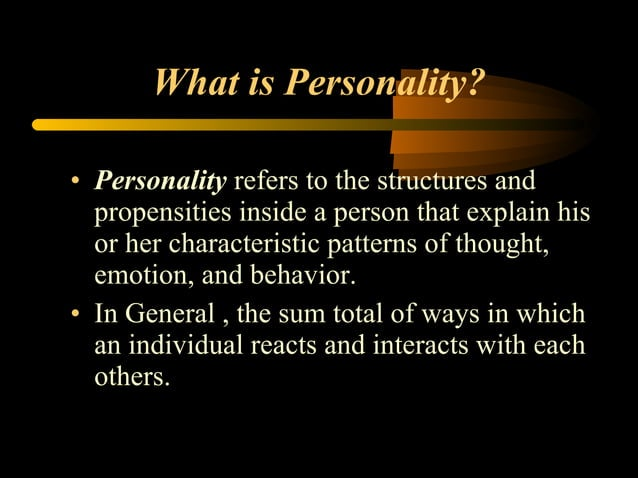 What is Personality?
• Personality refers to the structures and
propensities inside a person that explain his
or her characteristic patterns of thought,
emotion, and behavior.
• In General , the sum total of ways in which
an individual reacts and interacts with each
others.